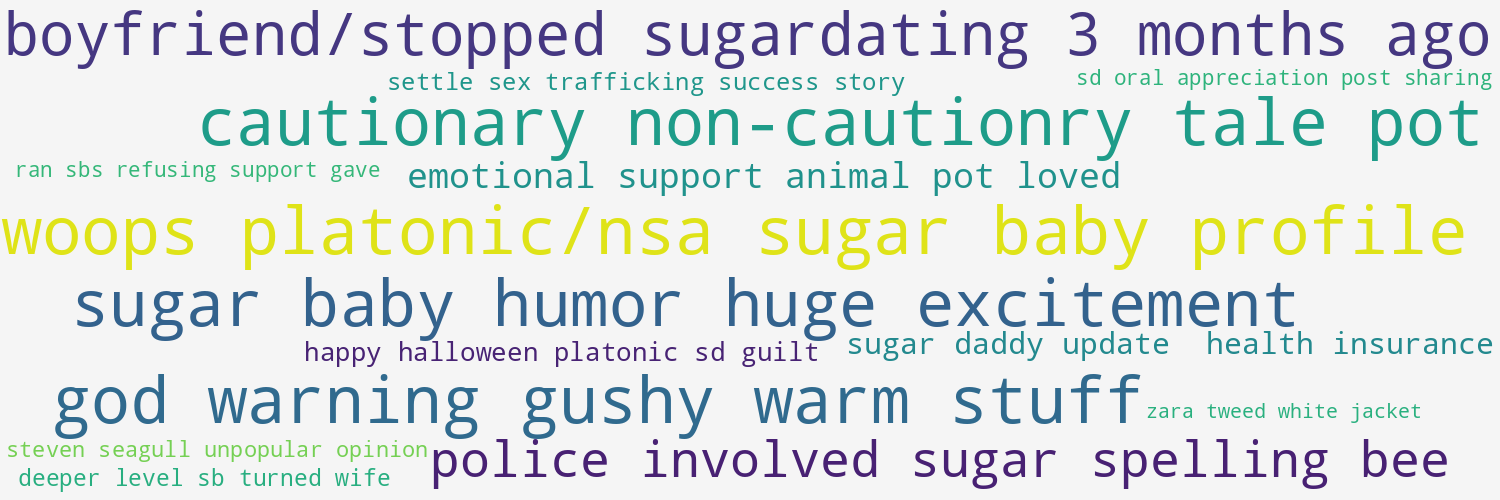 boyfriend/stopped sugardating 3 months ago
settle sex trafficking success story
sd oral appreciation post sharing
cautionary non-cautionry tale pot
ran sbs refusing support gave
emotional support animal pot loved
woops platonic/nsa sugar baby profile
sugar baby humor huge excitement
happy halloween platonic sd guilt
sugar daddy update health insurance
god warning gushy warm stuff
zara tweed white jacket
steven seagull unpopular opinion
police involved sugar spelling bee
deeper level sb turned wife